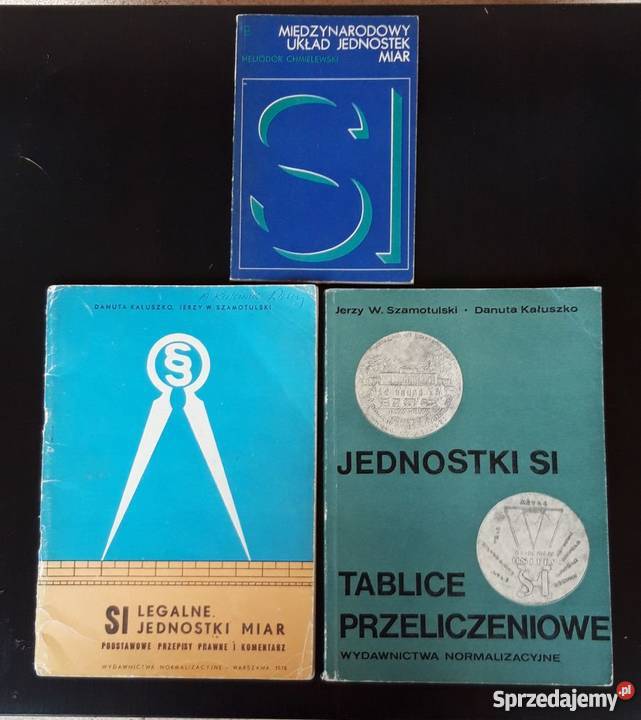 MIĘDZYNARODOWY
UKŁAD JEDNOSTEK
MIAR
HELIODOR CHMIELEWSKI
SI
DANUTA KAŁUSZKO, JERZY W. SZAMOTULSKI
§
SI LEGALNE.
JEDNOSTKI MIAR
PODSTAWOWE PRZEPISY PRAWNE I KOMENTARZ
WYDAWNICTWA NORMALIZACYJNE - WARSZAWA 1978
Jerzy W. Szamotulski • Danuta Kałuszko
JEDNOSTKI SI
SI
TABLICE
PRZELICZENIOWE
WYDAWNICTWA NORMALIZACYJNE
Sprzedajemy.pl